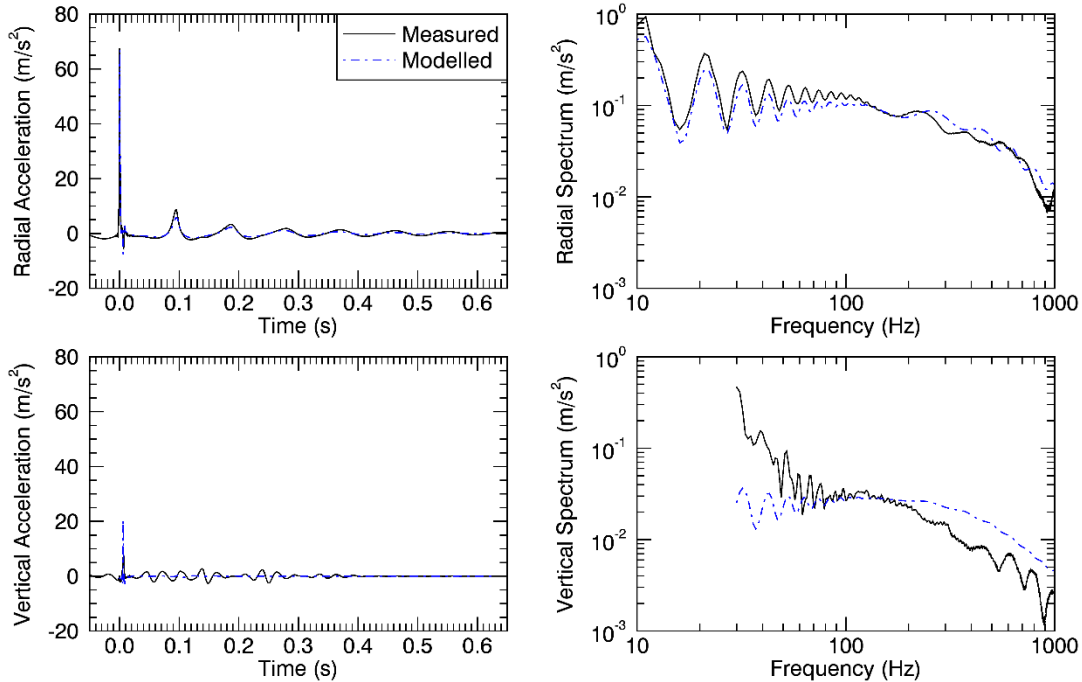 80
60
40
20
0
-20
Radial Acceleration (m/s²)
Measured
Modelled
0.0 0.1 0.2 0.3 0.4 0.5 0.6
Time (s)
10⁰
10⁻¹
10⁻²
10⁻³
Radial Spectrum (m/s²)
10 100 1000
Frequency (Hz)
80
60
40
20
0
-20
Vertical Acceleration (m/s²)
0.0 0.1 0.2 0.3 0.4 0.5 0.6
Time (s)
10⁰
10⁻¹
10⁻²
10⁻³
Vertical Spectrum (m/s²)
10 100 1000
Frequency (Hz)